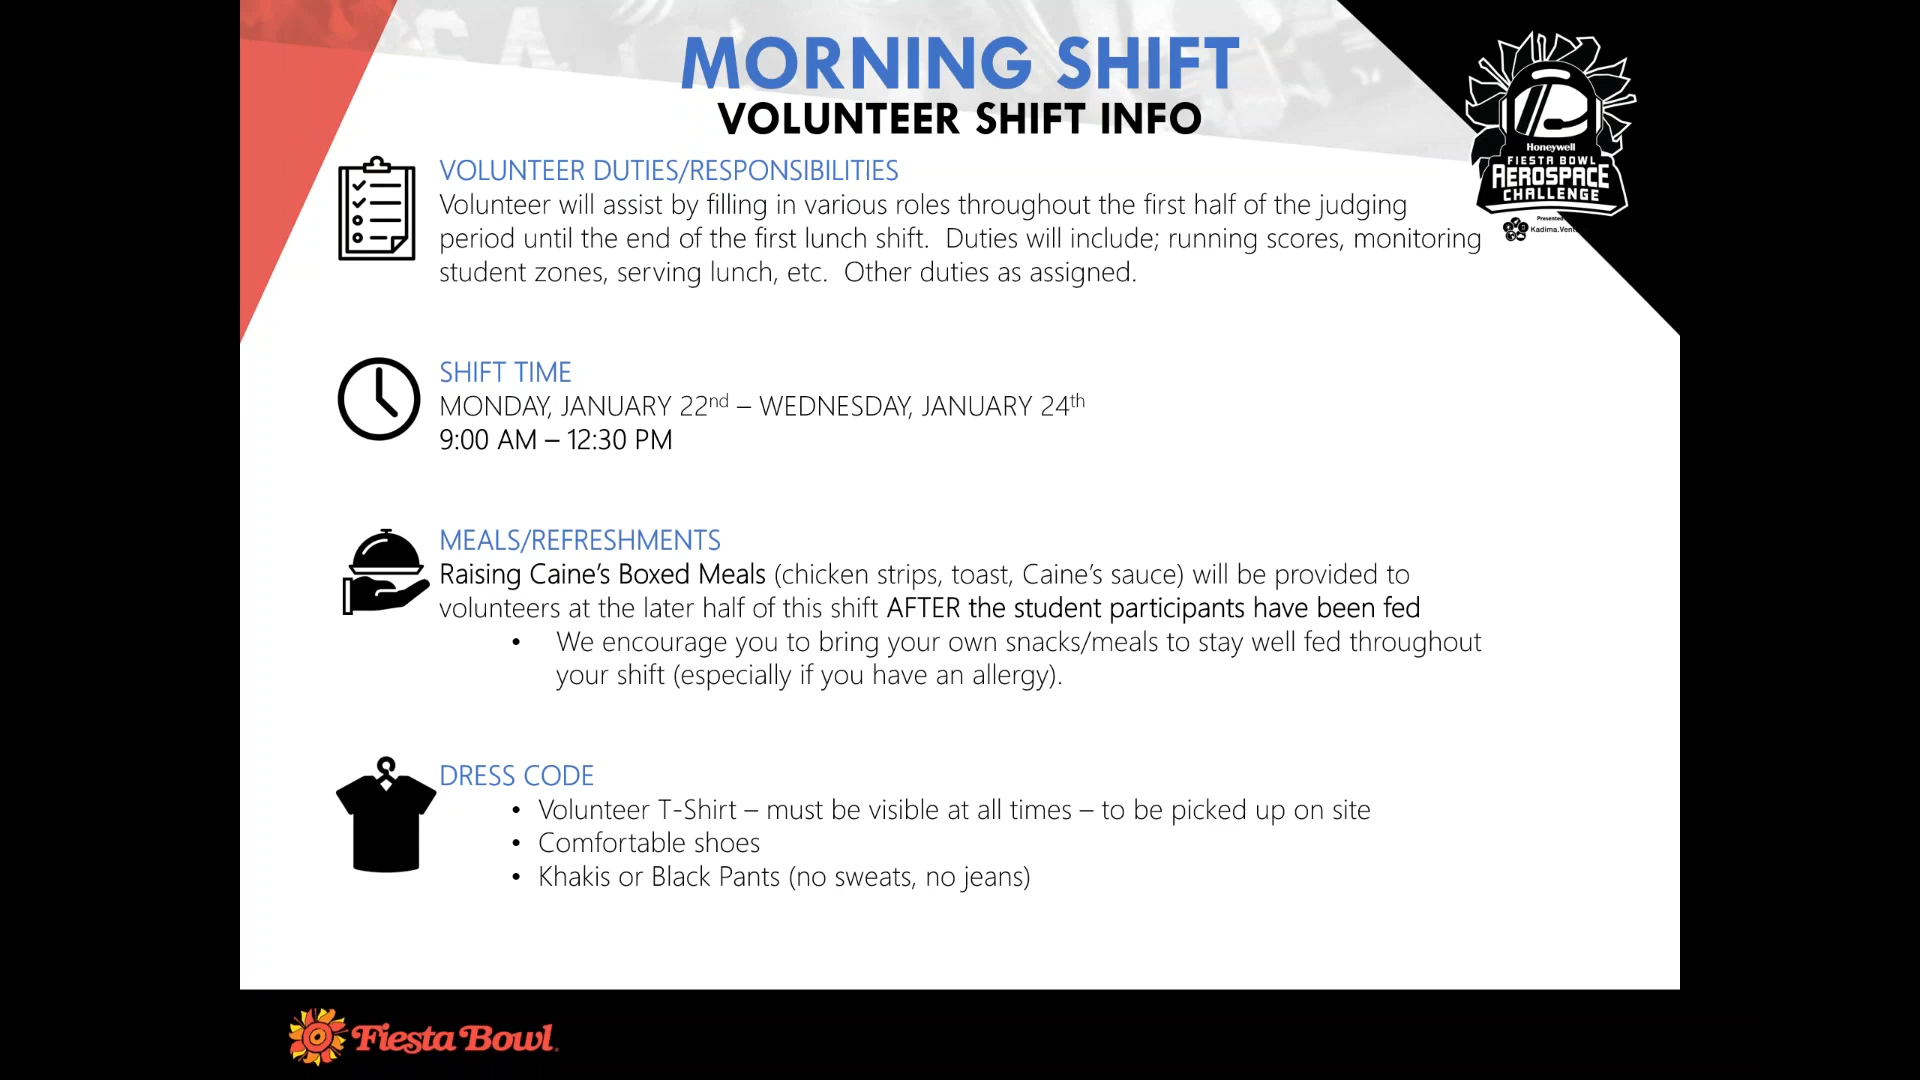 MORNING SHIFT
VOLUNTEER SHIFT INFO
Honeywell
FIESTA BOWL
AEROSPACE
CHALLENGE
Presented
VOLUNTEER DUTIES/RESPONSIBILITIES
Volunteer will assist by filling in various roles throughout the first half of the judging
period until the end of the first lunch shift.  Duties will include; running scores, monitoring
student zones, serving lunch, etc.  Other duties as assigned.
SHIFT TIME
MONDAY, JANUARY 22nd – WEDNESDAY, JANUARY 24th
9:00 AM – 12:30 PM
MEALS/REFRESHMENTS
Raising Caine's Boxed Meals (chicken strips, toast, Caine's sauce) will be provided to
volunteers at the later half of this shift AFTER the student participants have been fed
• We encourage you to bring your own snacks/meals to stay well fed throughout
your shift (especially if you have an allergy).
DRESS CODE
• Volunteer T-Shirt – must be visible at all times – to be picked up on site
• Comfortable shoes
• Khakis or Black Pants (no sweats, no jeans)
Fiesta Bowl